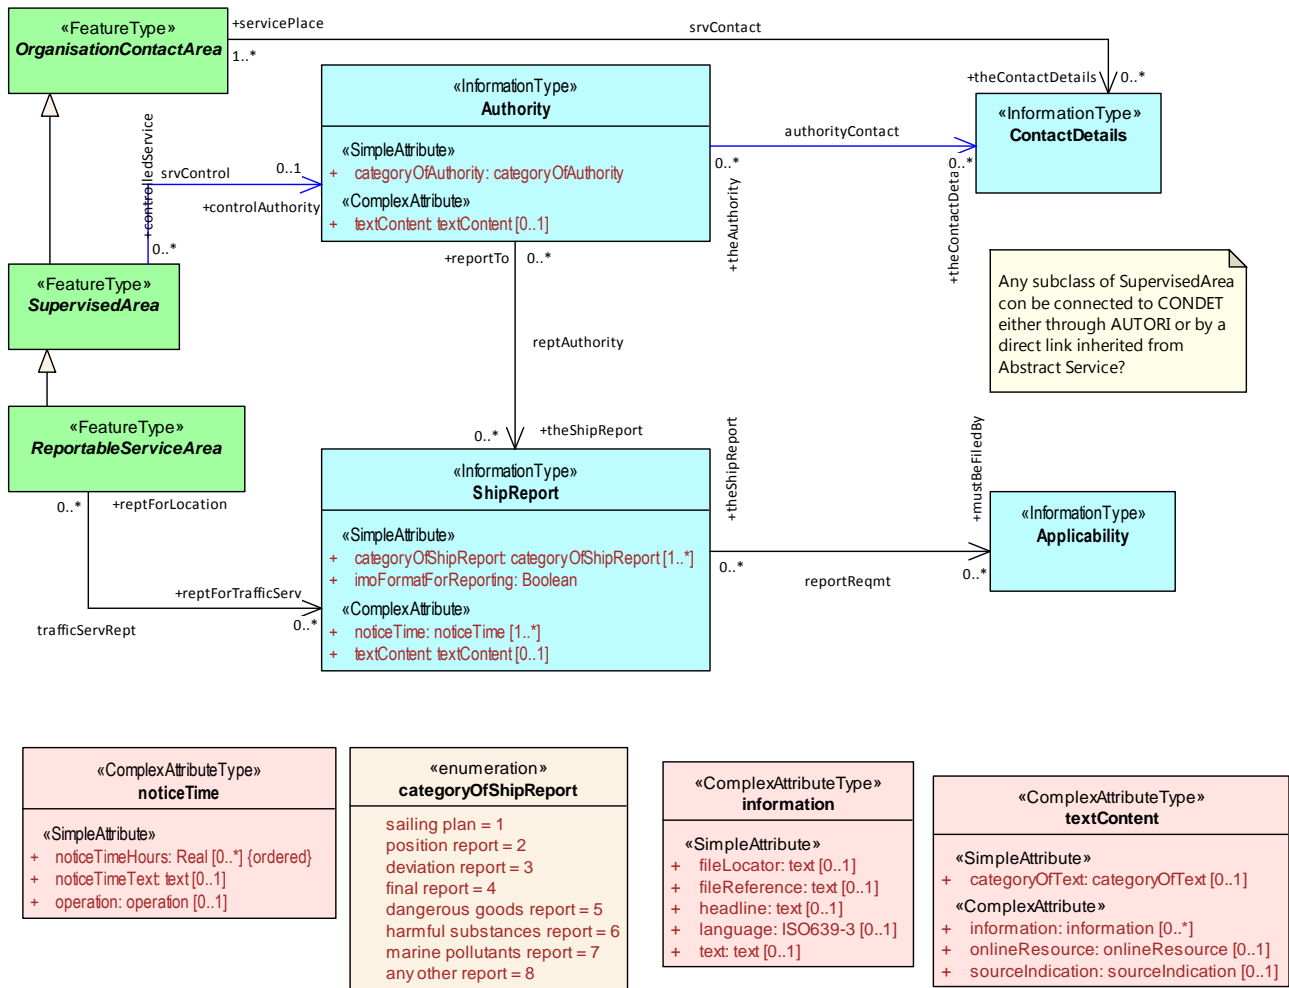 «FeatureType»
OrganisationContactArea
+servicePlace
1..*
srvContact
+theContactDetails
0..*
«InformationType»
ContactDetails
«InformationType»
Authority
«SimpleAttribute»
+ categoryOfAuthority: categoryOfAuthority
«ComplexAttribute»
+ textContent: textContent [0..1]
authorityContact
0..*
0..*
+theAuthority
+theContactDeta
+controlledService
srvControl
0..1
+controlAuthority
0..*
«FeatureType»
SupervisedArea
+reportTo
0..*
reptAuthority
0..*
+theShipReport
Any subclass of SupervisedArea
con be connected to CONDET
either through AUTORI or by a
direct link inherited from
Abstract Service?
«FeatureType»
ReportableServiceArea
0..*
+reptForLocation
+reptForTrafficServ
0..*
trafficServRept
«InformationType»
ShipReport
«SimpleAttribute»
+ categoryOfShipReport: categoryOfShipReport [1..*]
+ imoFormatForReporting: Boolean
«ComplexAttribute»
+ noticeTime: noticeTime [1..*]
+ textContent: textContent [0..1]
+theShipReport
0..*
reportReqmt
+mustBeFiledBy
0..*
«InformationType»
Applicability
«ComplexAttributeType»
noticeTime
«SimpleAttribute»
+ noticeTimeHours: Real [0..*] {ordered}
+ noticeTimeText: text [0..1]
+ operation: operation [0..1]
«enumeration»
categoryOfShipReport
sailing plan = 1
position report = 2
deviation report = 3
final report = 4
dangerous goods report = 5
harmful substances report = 6
marine pollutants report = 7
any other report = 8
«ComplexAttributeType»
information
«SimpleAttribute»
+ fileLocator: text [0..1]
+ fileReference: text [0..1]
+ headline: text [0..1]
+ language: ISO639-3 [0..1]
+ text: text [0..1]
«ComplexAttributeType»
textContent
«SimpleAttribute»
+ categoryOfText: categoryOfText [0..1]
«ComplexAttribute»
+ information: information [0..*]
+ onlineResource: onlineResource [0..1]
+ sourceIndication: sourceIndication [0..1]